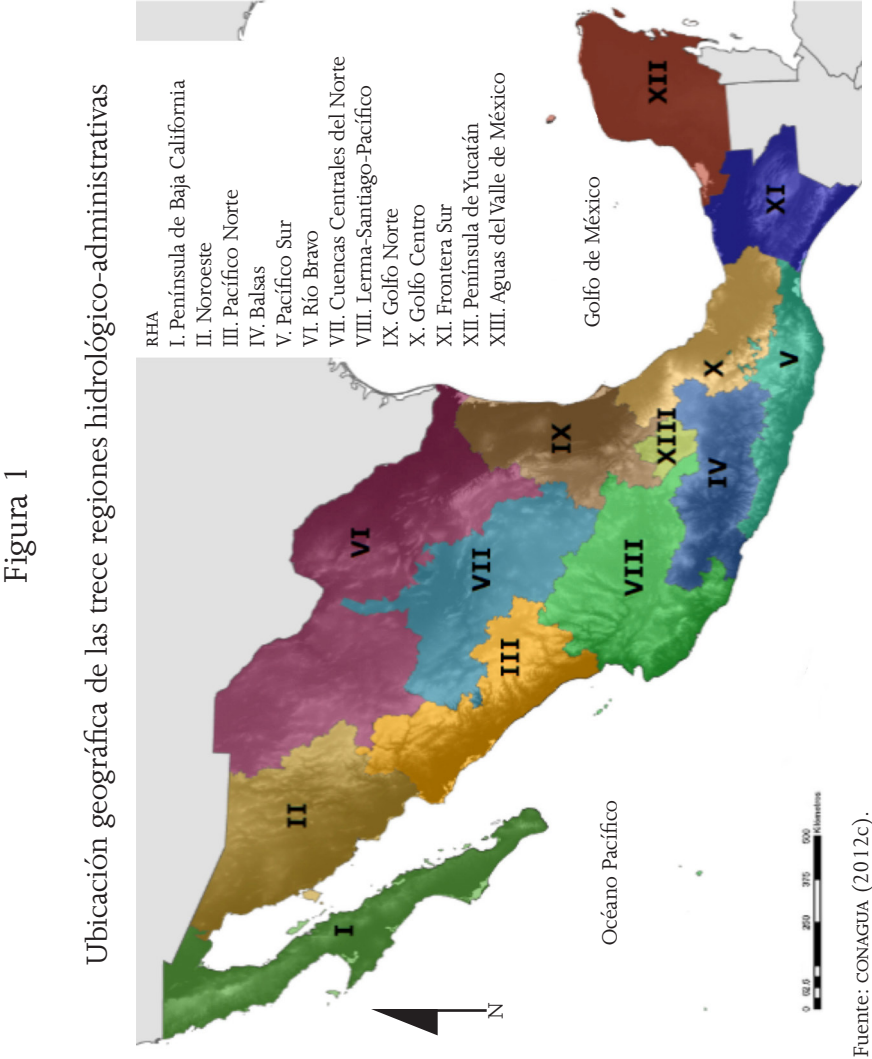 Figura 1
Ubicación geográfica de las trece regiones hidrológico-administrativas
RHA
I. Península de Baja California
II. Noroeste
III. Pacífico Norte
IV. Balsas
V. Pacífico Sur
VI. Río Bravo
VII. Cuencas Centrales del Norte
VIII. Lerma-Santiago-Pacífico
IX. Golfo Norte
X. Golfo Centro
XI. Frontera Sur
XII. Península de Yucatán
XIII. Aguas del Valle de México
I
II
III
VI
VII
VIII
IX
XIII
IV
X
V
XI
XII
Golfo de México
Océano Pacífico
N
0 62.5 250 375 500
Kilometros
Fuente: CONAGUA (2012c).